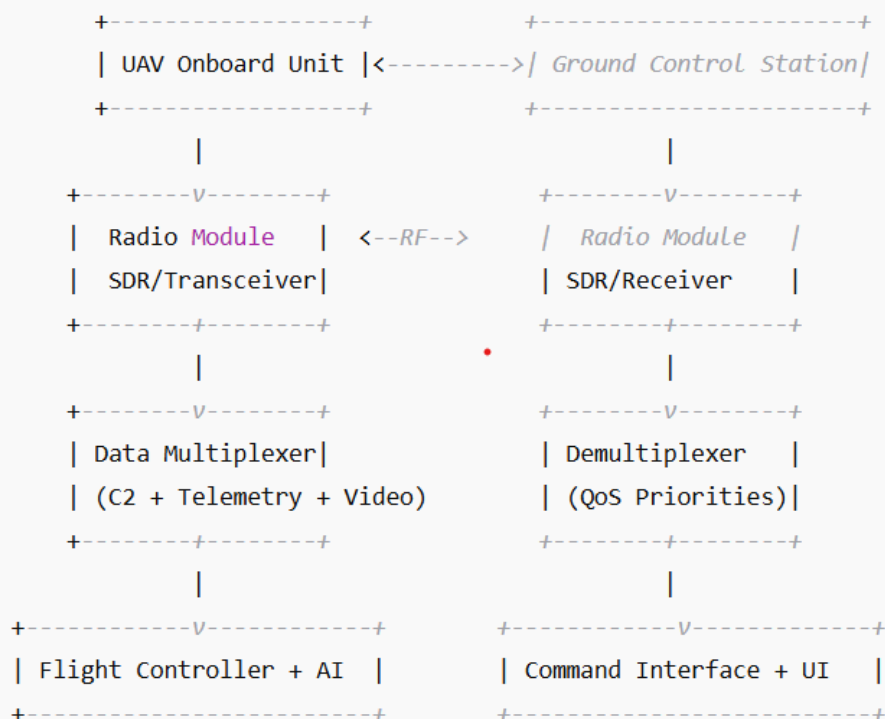 +------------------+ +-----------------------+
| UAV Onboard Unit |<--------->| Ground Control Station|
+------------------+ +-----------------------+
| |
+--------v--------+ +--------v--------+
| Radio Module | <--RF--> | Radio Module |
| SDR/Transceiver| | SDR/Receiver |
+--------+--------+ +--------+--------+
| |
+--------v--------+ +--------v--------+
| Data Multiplexer| | Demultiplexer |
| (C2 + Telemetry + Video) | (QoS Priorities)|
+--------+--------+ +--------+--------+
| |
+------------v------------+ +------------v------------+
| Flight Controller + AI | | Command Interface + UI |
+-------------------------+ +-------------------------+